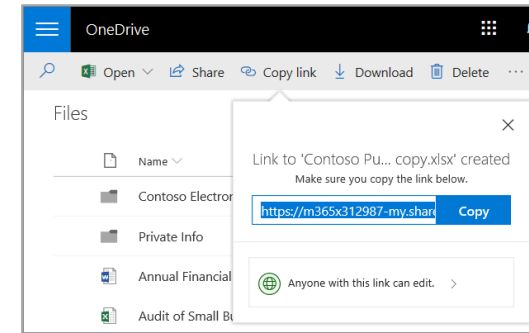 OneDrive
Open Share Copy link Download Delete ...
Files
Name
Contoso Electror
Private Info
Annual Financial
Audit of Small Bu
Link to 'Contoso Pu... copy.xlsx' created
Make sure you copy the link below.
https://m365x312987-my.share Copy
Anyone with this link can edit.